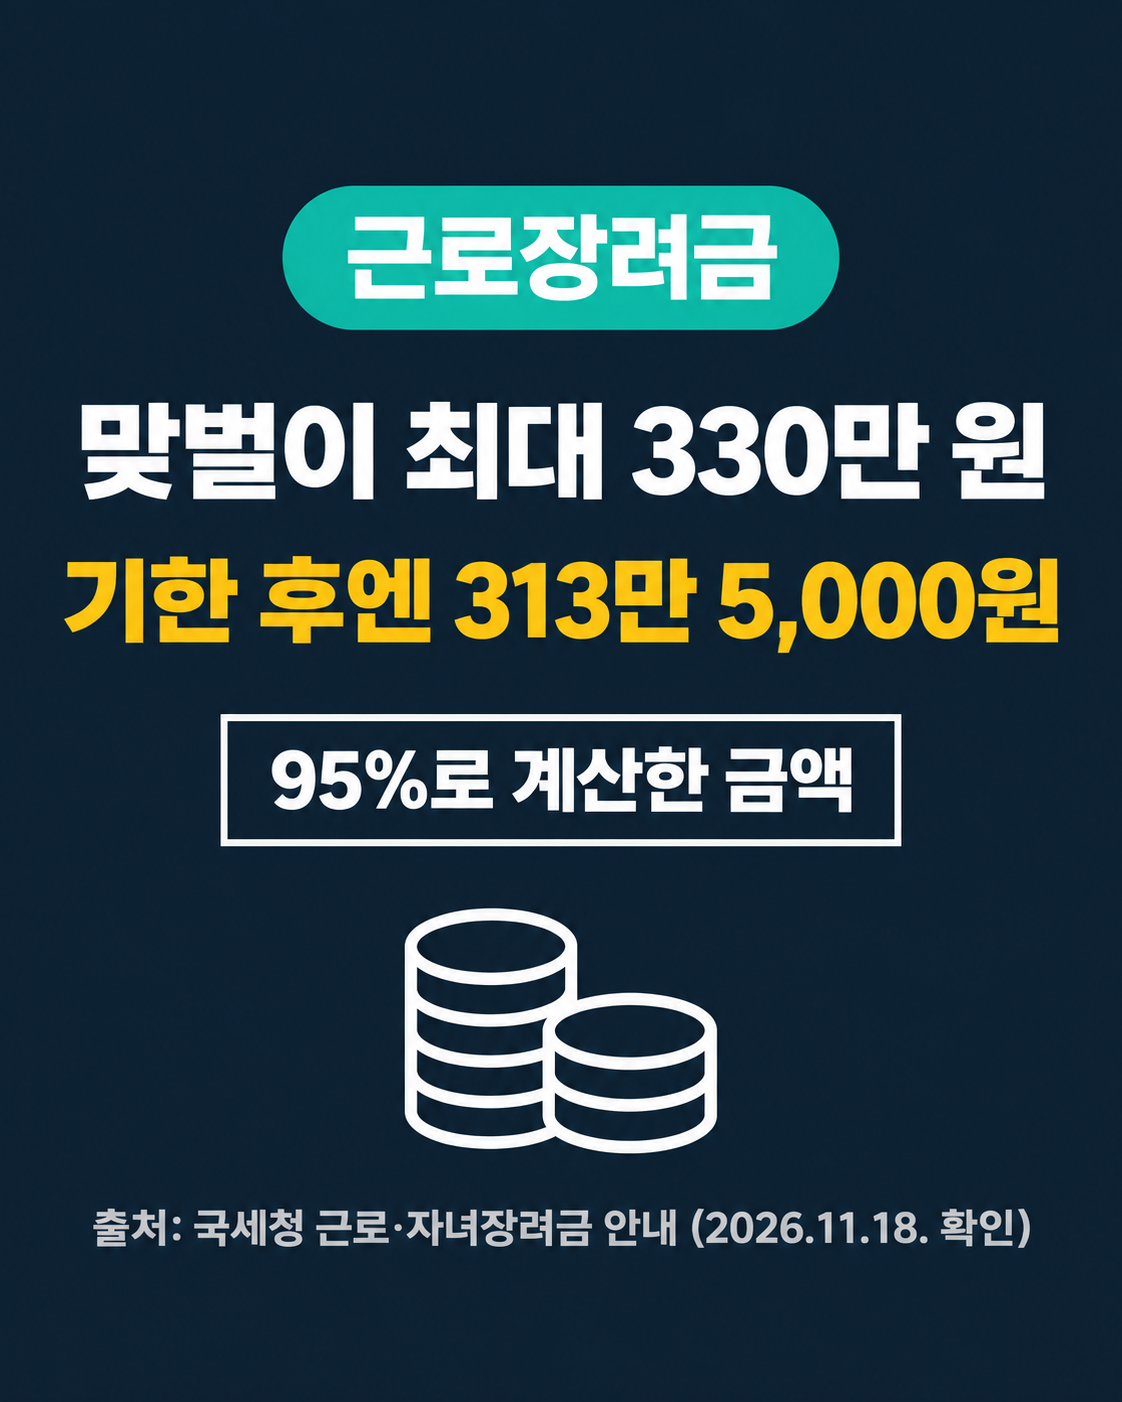 근로장려금
맞벌이 최대 330만 원
기한 후엔 313만 5,000원
95%로 계산한 금액
출처: 국세청 근로·자녀장려금 안내 (2026.11.18. 확인)